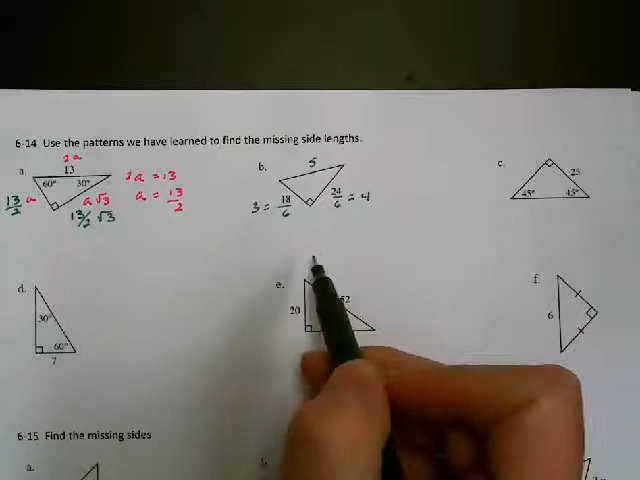 6-14 Use the patterns we have learned to find the missing side lengths.
a.
2a
13
60° 30°
13/2 a
a√3
13/2 √3
2a = 13
a = 13/2
b.
5
3 = 18/6
24/6 = 4
c.
25
45° 45°
d.
30°
60°
7
e.
20
52
f.
6
6-15 Find the missing sides
a.